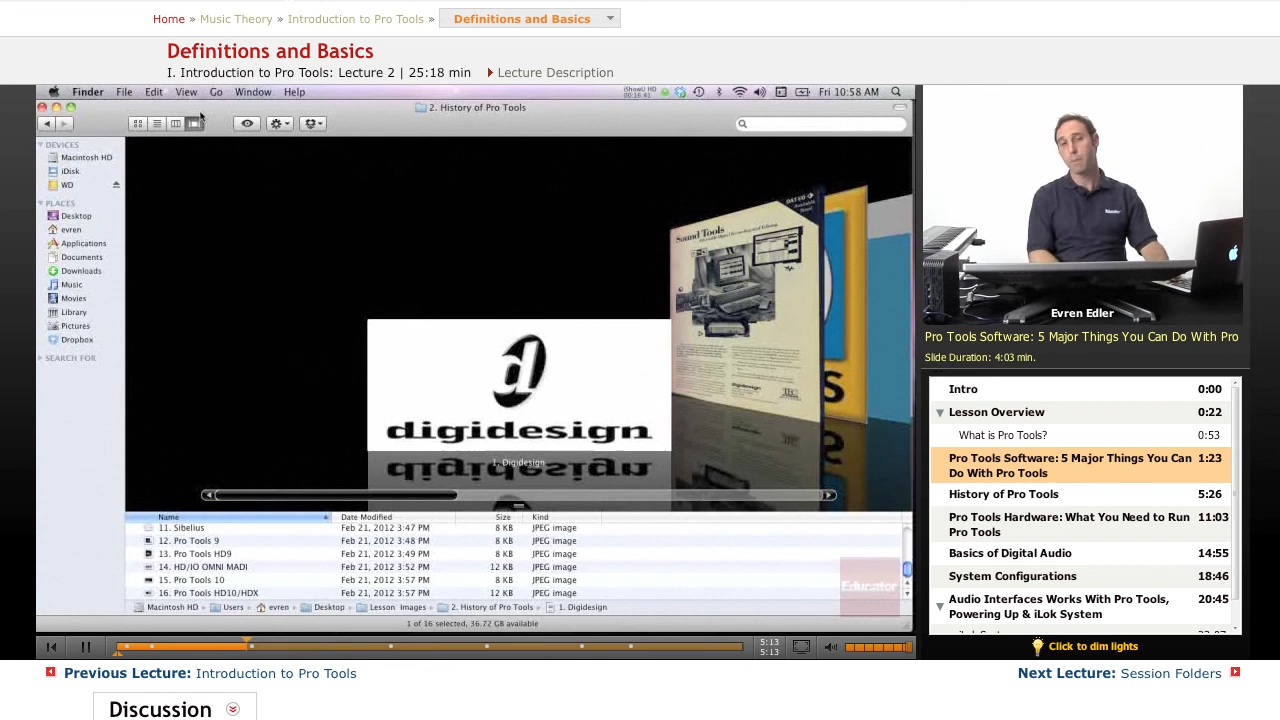 Home » Music Theory » Introduction to Pro Tools » Definitions and Basics
Definitions and Basics
I. Introduction to Pro Tools: Lecture 2 | 25:18 min Lecture Description
Finder File Edit View Go Window Help
iShowU HD
00:16.41
Fri 10:58 AM
2. History of Pro Tools
DEVICES
Macintosh HD
iDisk
WD
PLACES
Desktop
evren
Applications
Documents
Downloads
Music
Movies
Library
Pictures
Dropbox
SEARCH FOR
Sound Tools
digidesign
1. Digidesign
Name Date Modified Size Kind
11. Sibelius Feb 21, 2012 3:47 PM 8 KB JPEG image
12. Pro Tools 9 Feb 21, 2012 3:48 PM 8 KB JPEG image
13. Pro Tools HD9 Feb 21, 2012 3:49 PM 8 KB JPEG image
14. HD/IO OMNI MADI Feb 21, 2012 3:52 PM 12 KB JPEG image
15. Pro Tools 10 Feb 21, 2012 3:57 PM 8 KB JPEG image
16. Pro Tools HD10/HDX Feb 21, 2012 3:57 PM 12 KB JPEG image
Macintosh HD Users evren Desktop Lesson Images 2. History of Pro Tools 1. Digidesign
1 of 16 selected, 36.72 GB available
Educator
5:13
5:13
Evren Edler
Pro Tools Software: 5 Major Things You Can Do With Pro
Slide Duration: 4:03 min.
Intro 0:00
Lesson Overview 0:22
What is Pro Tools? 0:53
Pro Tools Software: 5 Major Things You Can 1:23
Do With Pro Tools
History of Pro Tools 5:26
Pro Tools Hardware: What You Need to Run 11:03
Pro Tools
Basics of Digital Audio 14:55
System Configurations 18:46
Audio Interfaces Works With Pro Tools, 20:45
Powering Up & iLok System
Click to dim lights
Previous Lecture: Introduction to Pro Tools
Next Lecture: Session Folders
Discussion